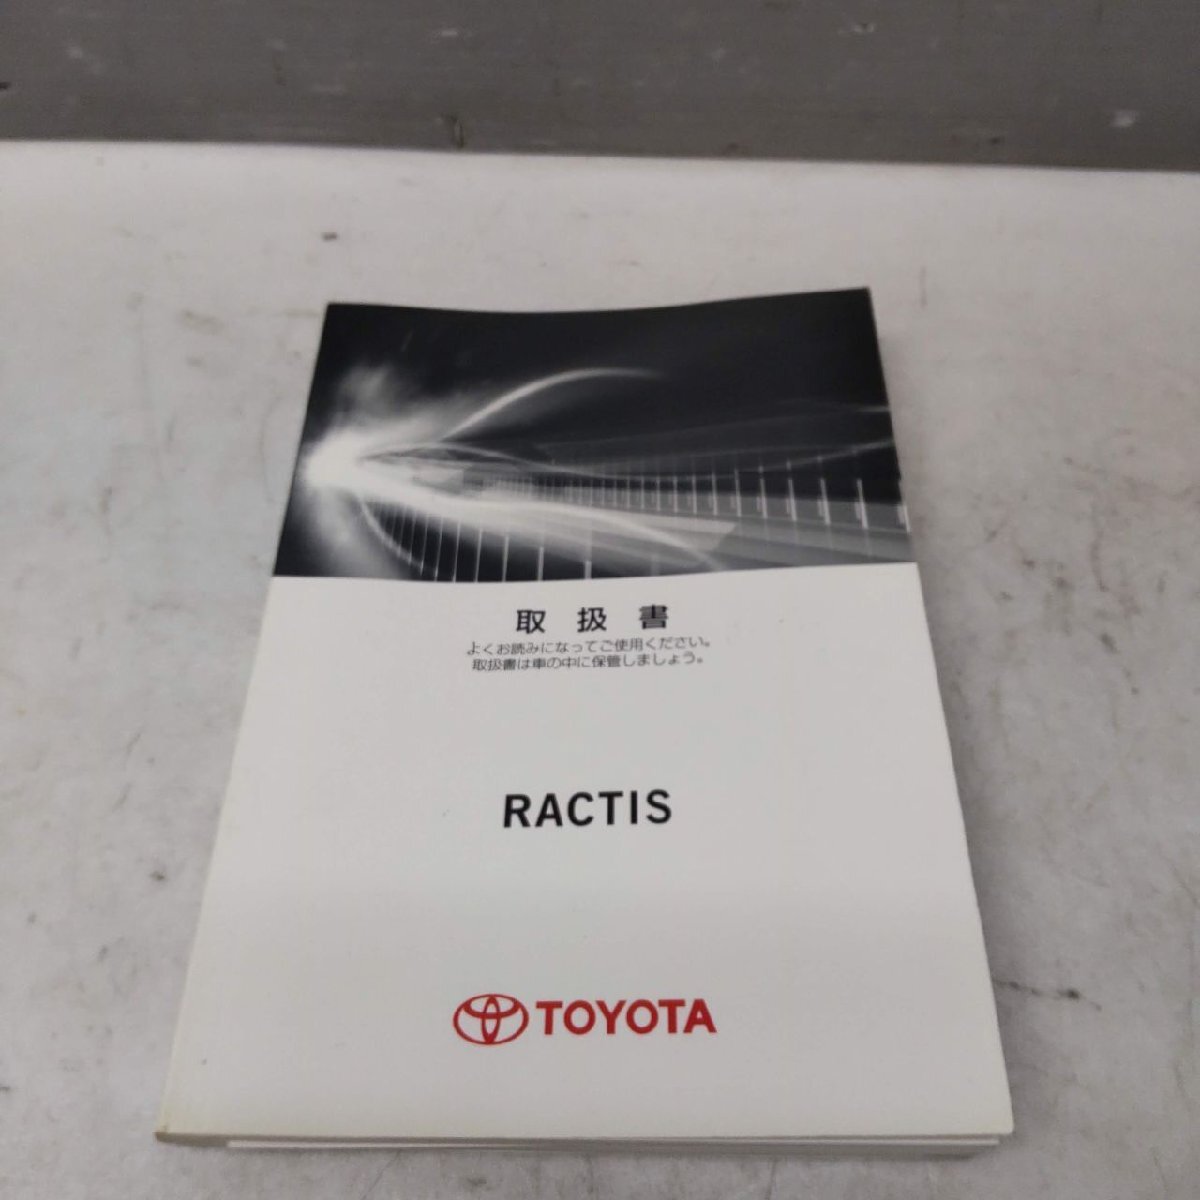 取扱書
よくお読みになってご使用ください。
取扱書は車の中に保管しましょう。
RACTIS
TOYOTA